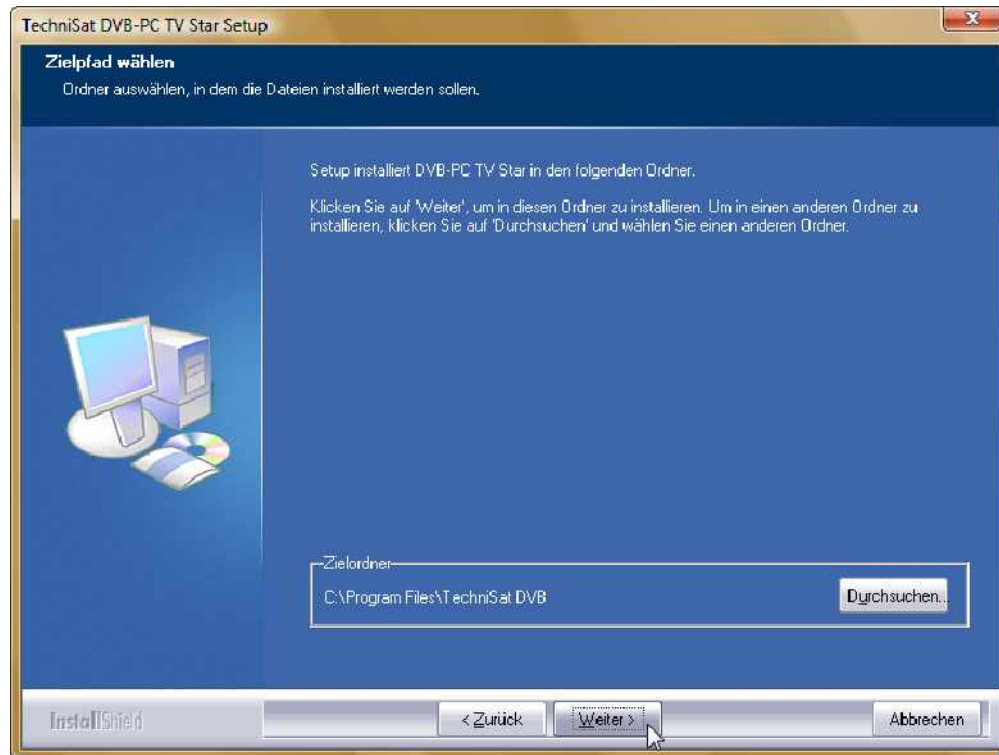 TechniSat DVB-PC TV Star Setup
Zielpfad wählen
Ordner auswählen, in dem die Dateien installiert werden sollen.
Setup installiert DVB-PC TV Star in den folgenden Ordner.
Klicken Sie auf 'Weiter', um in diesen Ordner zu installieren. Um in einen anderen Ordner zu
installieren, klicken Sie auf 'Durchsuchen' und wählen Sie einen anderen Ordner.
Zielordner
C:\Program Files\TechniSat DVB
Durchsuchen...
InstallShield
< Zurück
Weiter >
Abbrechen